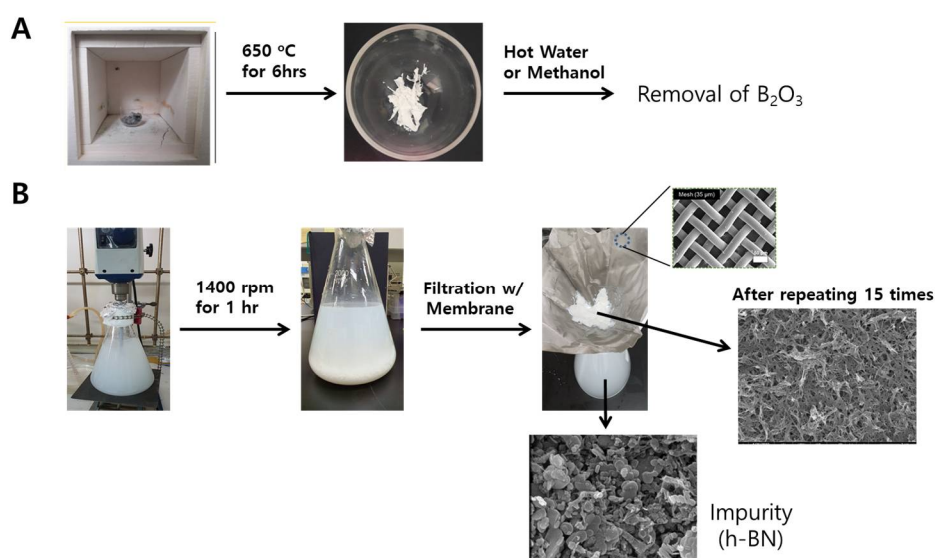 A
650 °C
for 6hrs
Hot Water
or Methanol
Removal of B₂O₃
B
1400 rpm
for 1 hr
Filtration w/
Membrane
Mesh (35 μm)
After repeating 15 times
Impurity
(h-BN)